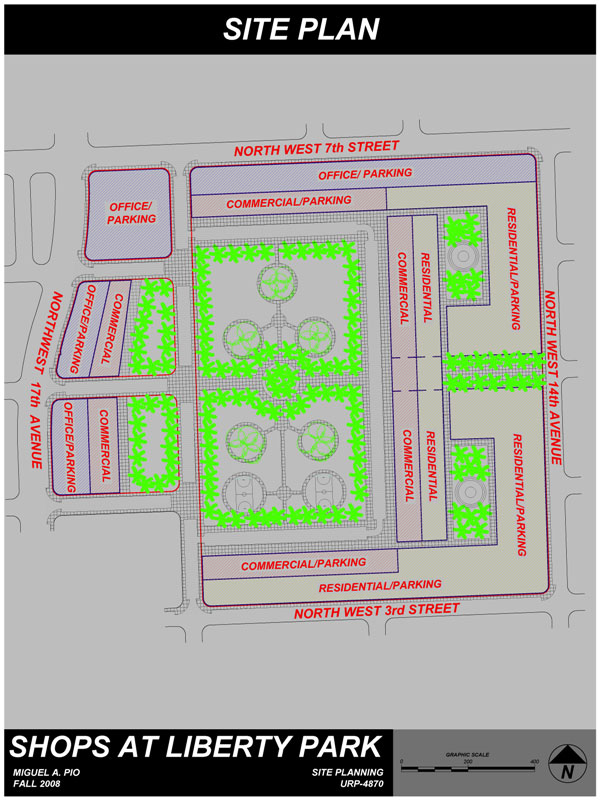 SITE PLAN
NORTH WEST 7th STREET
OFFICE/ PARKING
COMMERCIAL/PARKING
OFFICE/
PARKING
RESIDENTIAL/PARKING
COMMERCIAL
RESIDENTIAL
NORTHWEST 17th AVENUE
OFFICE/PARKING
COMMERCIAL
NORTH WEST 14th AVENUE
OFFICE/PARKING
COMMERCIAL
COMMERCIAL
RESIDENTIAL
RESIDENTIAL/PARKING
COMMERCIAL/PARKING
RESIDENTIAL/PARKING
NORTH WEST 3rd STREET
SHOPS AT LIBERTY PARK
MIGUEL A. PIO
FALL 2008
SITE PLANNING
URP-4870
GRAPHIC SCALE
0 200 400
N